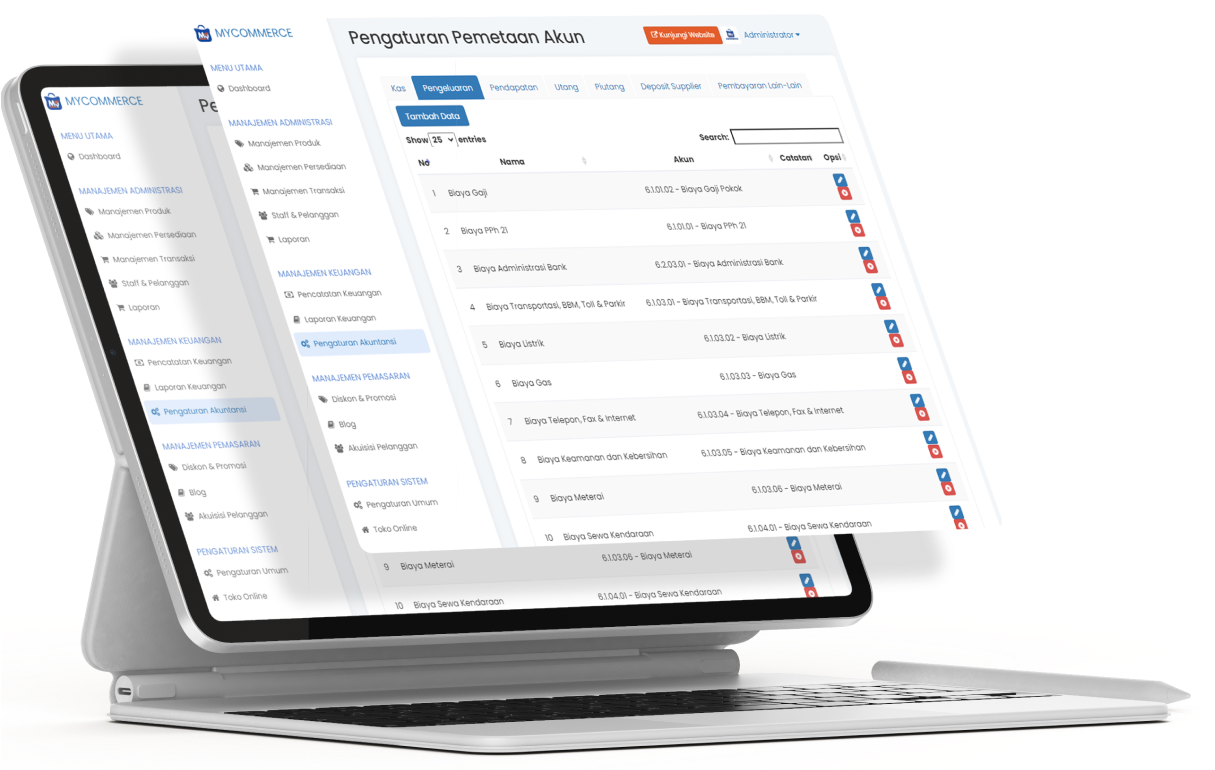 MYCOMMERCE
MENU UTAMA
Dashboard
MANAJEMEN ADMINISTRASI
Manajemen Produk
Manajemen Persediaan
Manajemen Transaksi
Staff & Pelanggan
Laporan
MANAJEMEN KEUANGAN
Pencatatan Keuangan
Laporan Keuangan
Pengaturan Akuntansi
MANAJEMEN PEMASARAN
Diskon & Promosi
Blog
Akuisisi Pelanggan
PENGATURAN SISTEM
Pengaturan Umum
Toko Online
Pengaturan Pemetaan Akun
Kunjungi Website
Administrator
Kas Pengeluaran Pendapatan Utang Piutang Deposit Supplier Pembayaran Lain-Lain
Tambah Data
Show 25 entries
Search:
No Nama Akun Catatan Opsi
1 Biaya Gaji 6.1.01.02 - Biaya Gaji Pokok
2 Biaya PPh 21 6.1.01.01 - Biaya PPh 21
3 Biaya Administrasi Bank 6.2.03.01 - Biaya Administrasi Bank
4 Biaya Transportasi, BBM, Toll & Parkir 6.1.03.01 - Biaya Transportasi, BBM, Toll & Parkir
5 Biaya Listrik 6.1.03.02 - Biaya Listrik
6 Biaya Gas 6.1.03.03 - Biaya Gas
7 Biaya Telepon, Fax & Internet 6.1.03.04 - Biaya Telepon, Fax & Internet
8 Biaya Keamanan dan Kebersihan 6.1.03.05 - Biaya Keamanan dan Kebersihan
9 Biaya Meterai 6.1.03.06 - Biaya Meterai
10 Biaya Sewa Kendaraan 6.1.04.01 - Biaya Sewa Kendaraan
MYCOMMERCE
Pe
MENU UTAMA
Dashboard
MANAJEMEN ADMINISTRASI
Manajemen Produk
Manajemen Persediaan
Manajemen Transaksi
Staff & Pelanggan
Laporan
MANAJEMEN KEUANGAN
Pencatatan Keuangan
Laporan Keuangan
Pengaturan Akuntansi
MANAJEMEN PEMASARAN
Diskon & Promosi
Blog
Akuisisi Pelanggan
PENGATURAN SISTEM
Pengaturan Umum
Toko Online
9 Biaya Meterai 6.1.03.06 - Biaya Meterai
10 Biaya Sewa Kendaraan 6.1.04.01 - Biaya Sewa Kendaraan